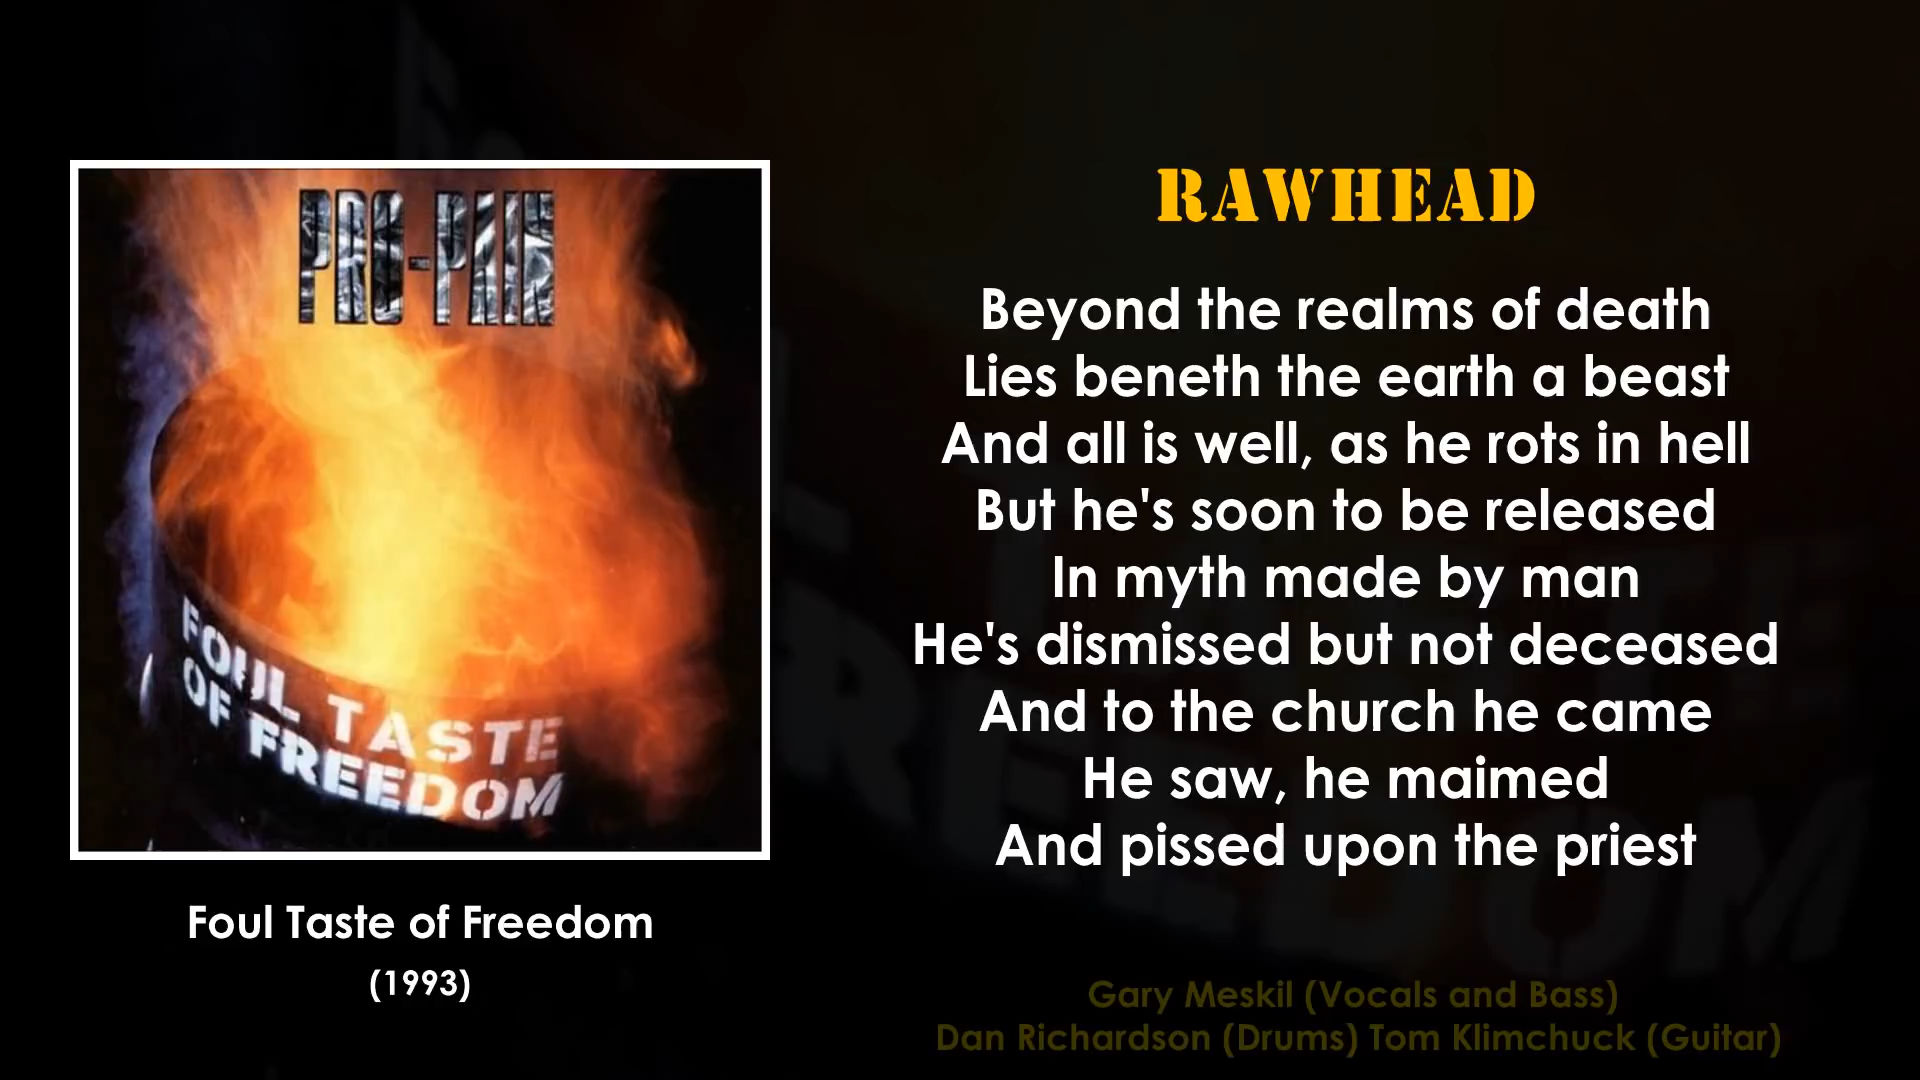 PRO-PAIN
FOUL TASTE
OF FREEDOM
Foul Taste of Freedom
(1993)
RAWHEAD
Beyond the realms of death
Lies beneth the earth a beast
And all is well, as he rots in hell
But he's soon to be released
In myth made by man
He's dismissed but not deceased
And to the church he came
He saw, he maimed
And pissed upon the priest
Gary Meskil (Vocals and Bass)
Dan Richardson (Drums) Tom Klimchuck (Guitar)